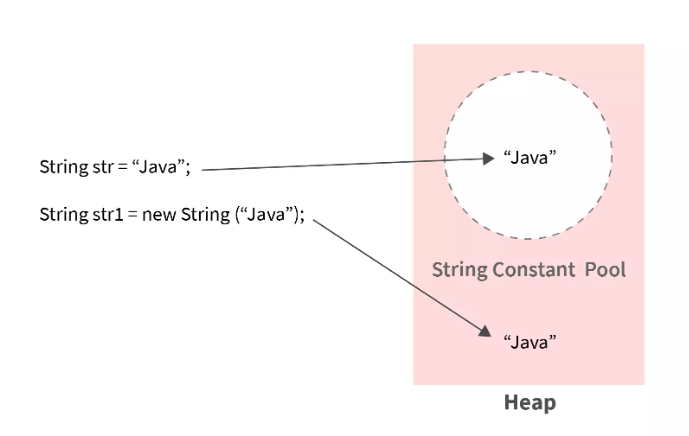 String str = “Java”;
“Java”
String str1 = new String (“Java”);
String Constant Pool
“Java”
Heap